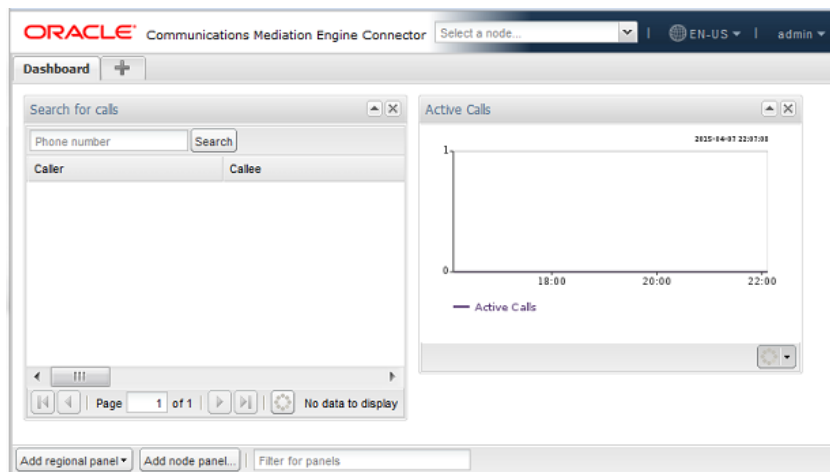 ORACLE Communications Mediation Engine Connector Select a node... EN-US admin
Dashboard
Search for calls
Phone number Search
Caller Callee
Page 1 of 1 No data to display
Active Calls
2015-04-07 22:07:08
1
0
18:00 20:00 22:00
Active Calls
Add regional panel Add node panel... Filter for panels